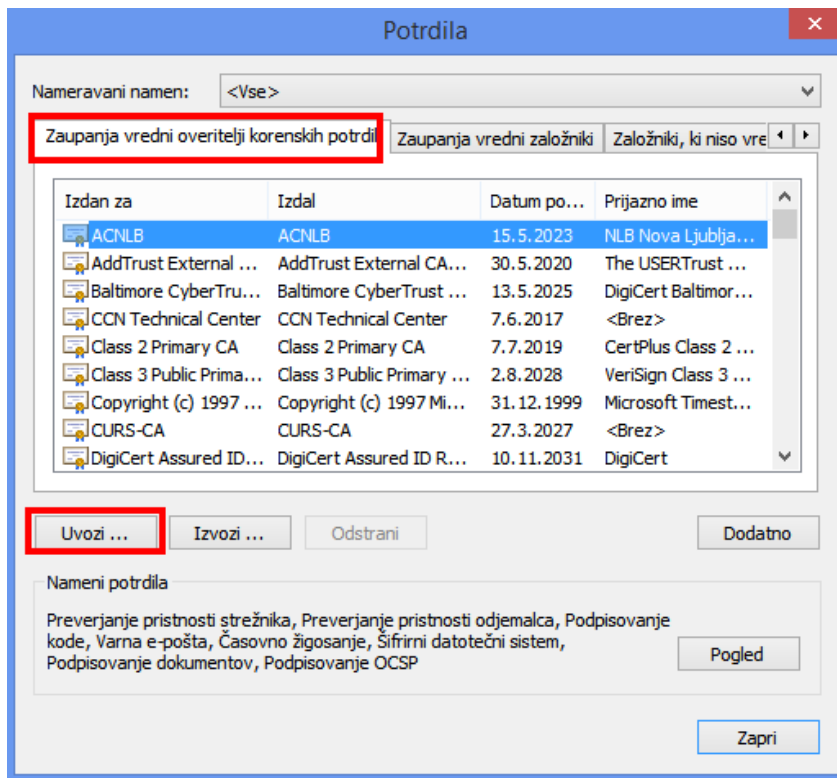 Potrdila
Nameravani namen: <Vse>
Zaupanja vredni overitelji korenskih potrdil Zaupanja vredni založniki Založniki, ki niso vre
Izdan za Izdal Datum po... Prijazno ime
ACNLB ACNLB 15.5.2023 NLB Nova Ljublja...
AddTrust External ... AddTrust External CA... 30.5.2020 The USERTrust ...
Baltimore CyberTru... Baltimore CyberTrust ... 13.5.2025 DigiCert Baltimor...
CCN Technical Center CCN Technical Center 7.6.2017 <Brez>
Class 2 Primary CA Class 2 Primary CA 7.7.2019 CertPlus Class 2 ...
Class 3 Public Prima... Class 3 Public Primary ... 2.8.2028 VeriSign Class 3 ...
Copyright (c) 1997 ... Copyright (c) 1997 Mi... 31.12.1999 Microsoft Timest...
CURS-CA CURS-CA 27.3.2027 <Brez>
DigiCert Assured ID... DigiCert Assured ID R... 10.11.2031 DigiCert
Uvozi ... Izvozi ... Odstrani Dodatno
Nameni potrdila
Preverjanje pristnosti strežnika, Preverjanje pristnosti odjemalca, Podpisovanje
kode, Varna e-pošta, Časovno žigosanje, Šifrirni datotečni sistem,
Podpisovanje dokumentov, Podpisovanje OCSP
Pogled
Zapri